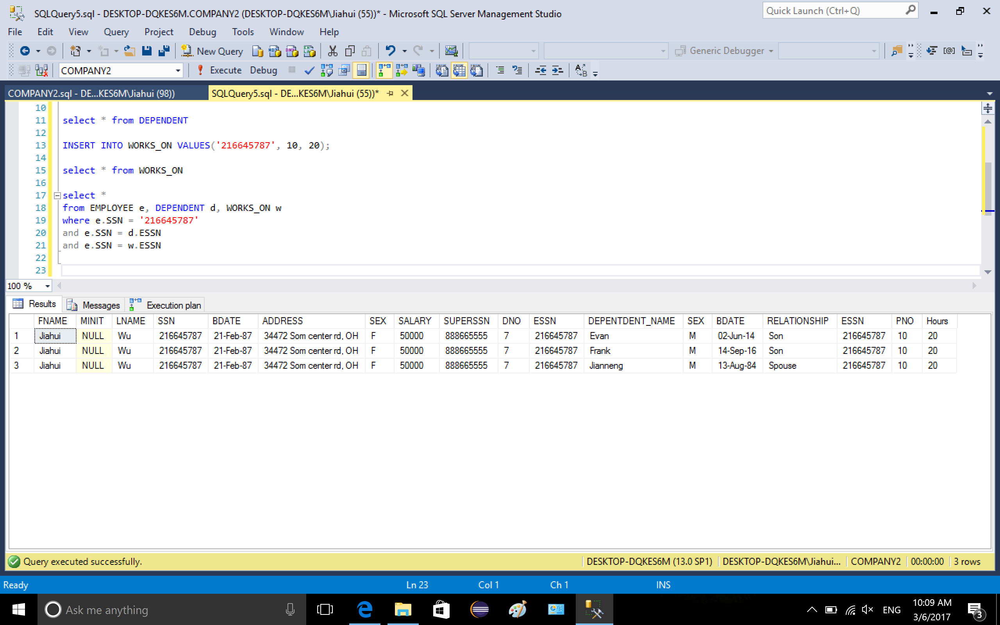 SQLQuery5.sql - DESKTOP-DQKES6M.COMPANY2 (DESKTOP-DQKES6M\Jiahui (55))* - Microsoft SQL Server Management Studio
Quick Launch (Ctrl+Q)
File Edit View Query Project Debug Tools Window Help
New Query
Generic Debugger
COMPANY2
Execute Debug
COMPANY2.sql - DE...KES6M\Jiahui (98))
SQLQuery5.sql - DE...KES6M\Jiahui (55))*
10
11 select * from DEPENDENT
12
13 INSERT INTO WORKS_ON VALUES('216645787', 10, 20);
14
15 select * from WORKS_ON
16
17 select *
18 from EMPLOYEE e, DEPENDENT d, WORKS_ON w
19 where e.SSN = '216645787'
20 and e.SSN = d.ESSN
21 and e.SSN = w.ESSN
22
23
100 %
Results Messages Execution plan
FNAME MINIT LNAME SSN BDATE ADDRESS SEX SALARY SUPERSSN DNO ESSN DEPENTDENT_NAME SEX BDATE RELATIONSHIP ESSN PNO Hours
1 Jiahui NULL Wu 216645787 21-Feb-87 34472 Som center rd, OH F 50000 888665555 7 216645787 Evan M 02-Jun-14 Son 216645787 10 20
2 Jiahui NULL Wu 216645787 21-Feb-87 34472 Som center rd, OH F 50000 888665555 7 216645787 Frank M 14-Sep-16 Son 216645787 10 20
3 Jiahui NULL Wu 216645787 21-Feb-87 34472 Som center rd, OH F 50000 888665555 7 216645787 Jianneng M 13-Aug-84 Spouse 216645787 10 20
Query executed successfully.
DESKTOP-DQKES6M (13.0 SP1) DESKTOP-DQKES6M\Jiahui... COMPANY2 00:00:00 3 rows
Ready Ln 23 Col 1 Ch 1 INS
Ask me anything
ENG
10:09 AM
3/6/2017
3